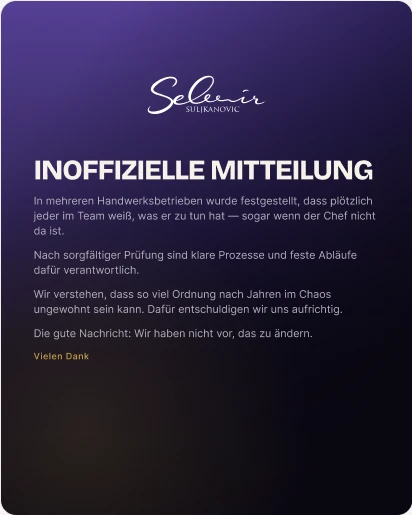 Selmir
SULJKANOVIC
INOFFIZIELLE MITTEILUNG
In mehreren Handwerksbetrieben wurde festgestellt, dass plötzlich
jeder im Team weiß, was er zu tun hat — sogar wenn der Chef nicht
da ist.
Nach sorgfältiger Prüfung sind klare Prozesse und feste Abläufe
dafür verantwortlich.
Wir verstehen, dass so viel Ordnung nach Jahren im Chaos
ungewohnt sein kann. Dafür entschuldigen wir uns aufrichtig.
Die gute Nachricht: Wir haben nicht vor, das zu ändern.
Vielen Dank